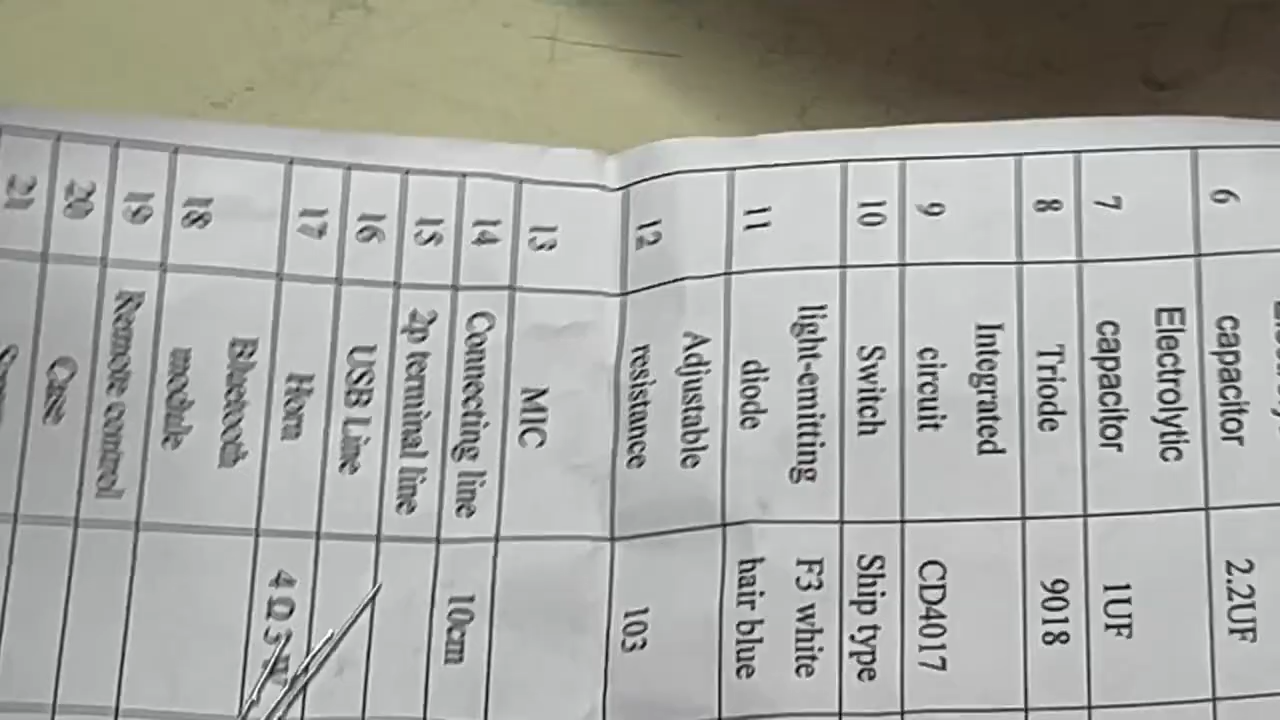 6 capacitor 2.2UF
Electrolytic
7 capacitor 1UF
8 Triode 9018
Integrated
9 circuit CD4017
10 Switch Ship type
light-emitting F3 white
11 diode hair blue
Adjustable
12 resistance 103
13 MIC
14 Connecting line 10cm
15 2p terminal line
16 USB Line
17 Horn 4Ω3
Bluetooth
18 module
19 Remote control
20 Case
21